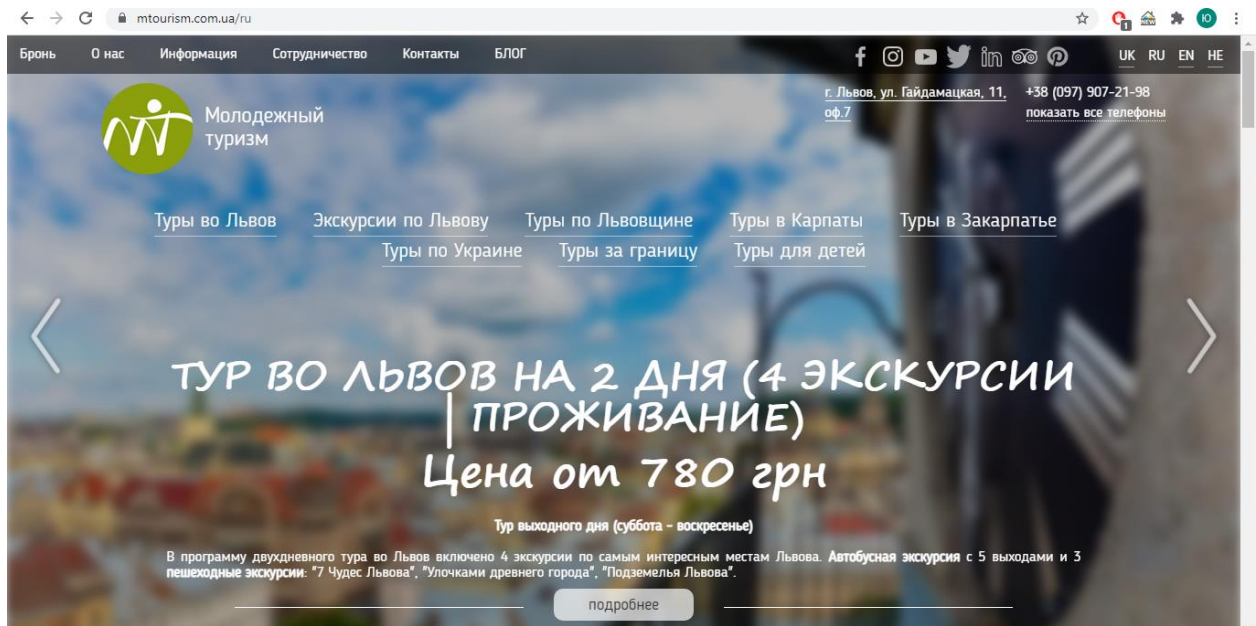 mtourism.com.ua/ru
1
NEW
Ю
Бронь О нас Информация Сотрудничество Контакты БЛОГ
UK RU EN HE
Молодежный
туризм
г. Львов, ул. Гайдамацкая, 11,
оф.7
+38 (097) 907-21-98
показать все телефоны
Туры во Львов Экскурсии по Львову Туры по Львовщине Туры в Карпаты Туры в Закарпатье
Туры по Украине Туры за границу Туры для детей
ТУР ВО ЛЬВОВ НА 2 ДНЯ (4 ЭКСКУРСИИ
| ПРОЖИВАНИЕ)
Цена от 780 грн
Тур выходного дня (суббота - воскресенье)
В программу двухдневного тура во Львов включено 4 экскурсии по самым интересным местам Львова. Автобусная экскурсия с 5 выходами и 3
пешеходные экскурсии: "7 Чудес Львова", "Улочками древнего города", "Подземелья Львова".
подробнее